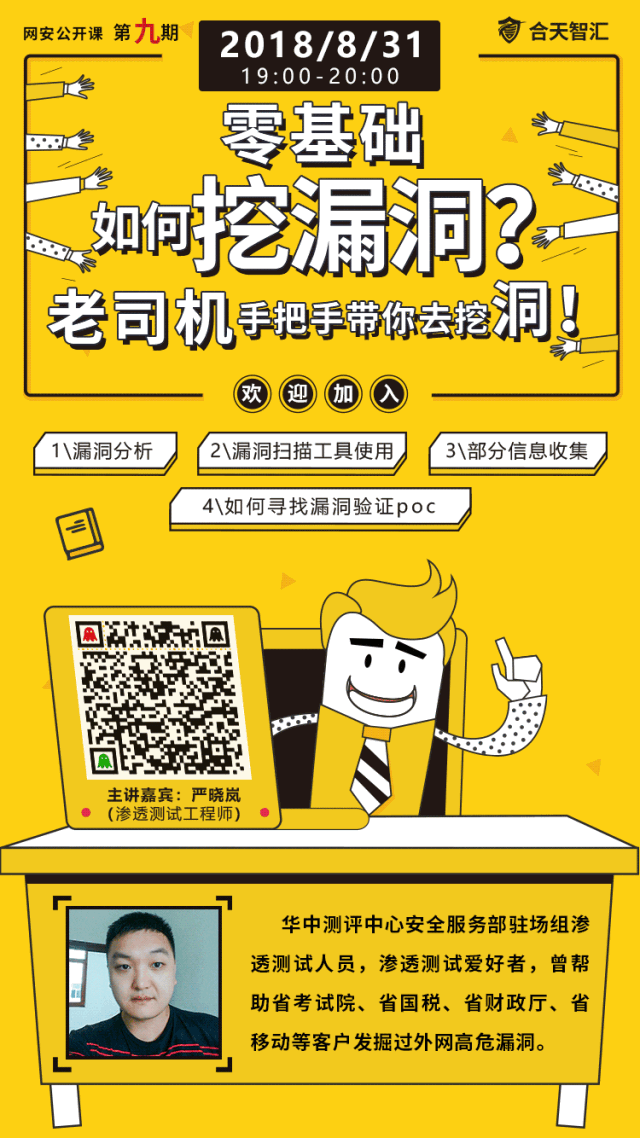 网安公开课 第九期
2018/8/31
19:00-20:00
合天智汇
零基础
如何挖漏洞?
老司机手把手带你去挖洞!
欢迎加入
1\漏洞分析
2\漏洞扫描工具使用
3\部分信息收集
4\如何寻找漏洞验证poc
主讲嘉宾：严晓岚
(渗透测试工程师)
华中测评中心安全服务部驻场组渗
透测试人员，渗透测试爱好者，曾帮
助省考试院、省国税、省财政厅、省
移动等客户发掘过外网高危漏洞。